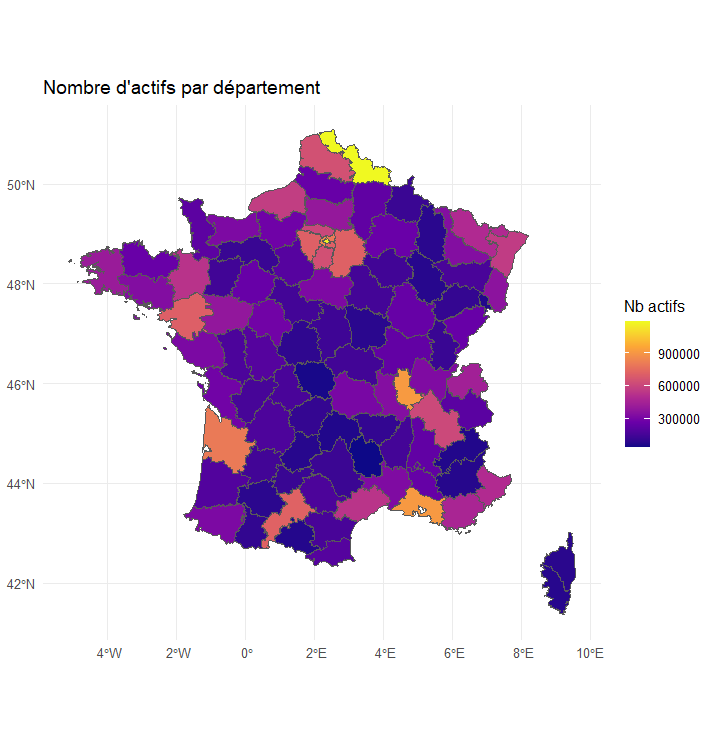 Nombre d'actifs par département
50°N
48°N
46°N
44°N
42°N
4°W 2°W 0° 2°E 4°E 6°E 8°E 10°E
Nb actifs
900000
600000
300000